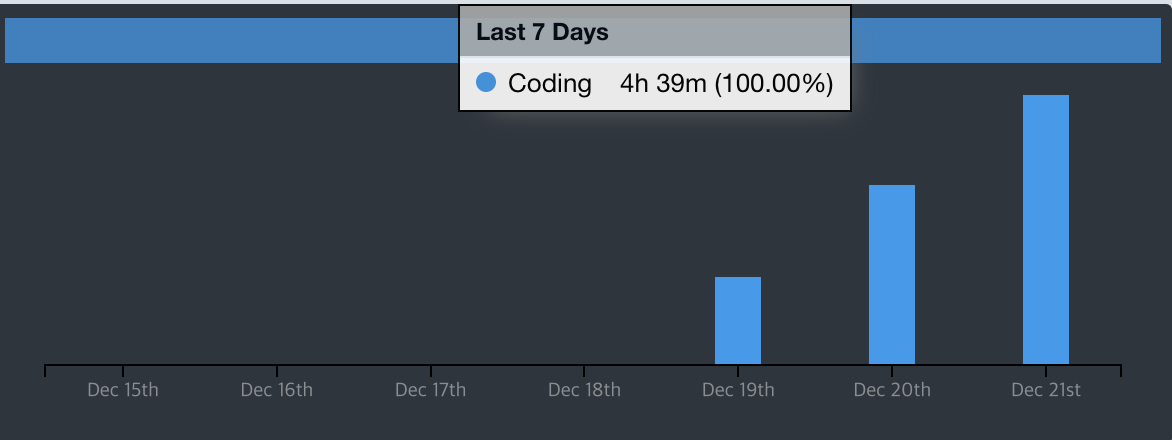 Last 7 Days
Coding 4h 39m (100.00%)
Dec 15th Dec 16th Dec 17th Dec 18th Dec 19th Dec 20th Dec 21st